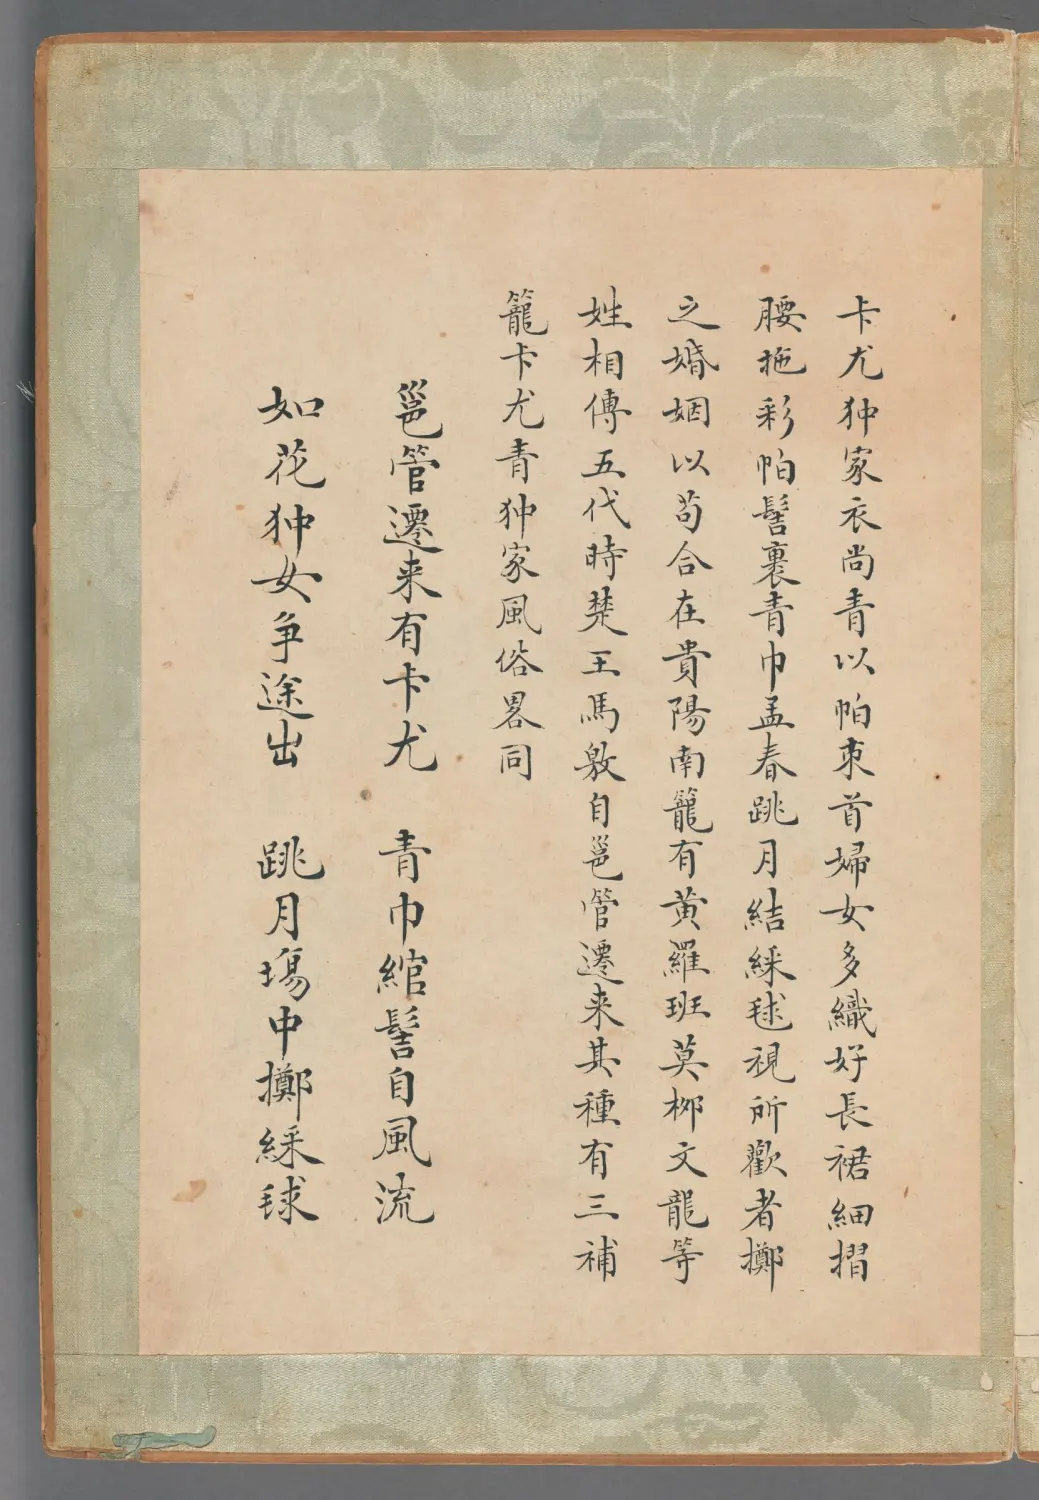 卡尤狆家衣尚青以帕束首婦女多織好長裙細摺
腰拖彩帕髻裹青巾孟春跳月結綵毬視所歡者擲
之婚姻以苟合在貴陽南籠有黃羅班莫柳文龍等
姓相傳五代時楚王馬敫自邕管遷来其種有三補
籠卡尤青狆家風俗畧同
邕管遷来有卡尤　青巾綰髻自風流
如花狆女争途出　跳月塲中擲綵毬